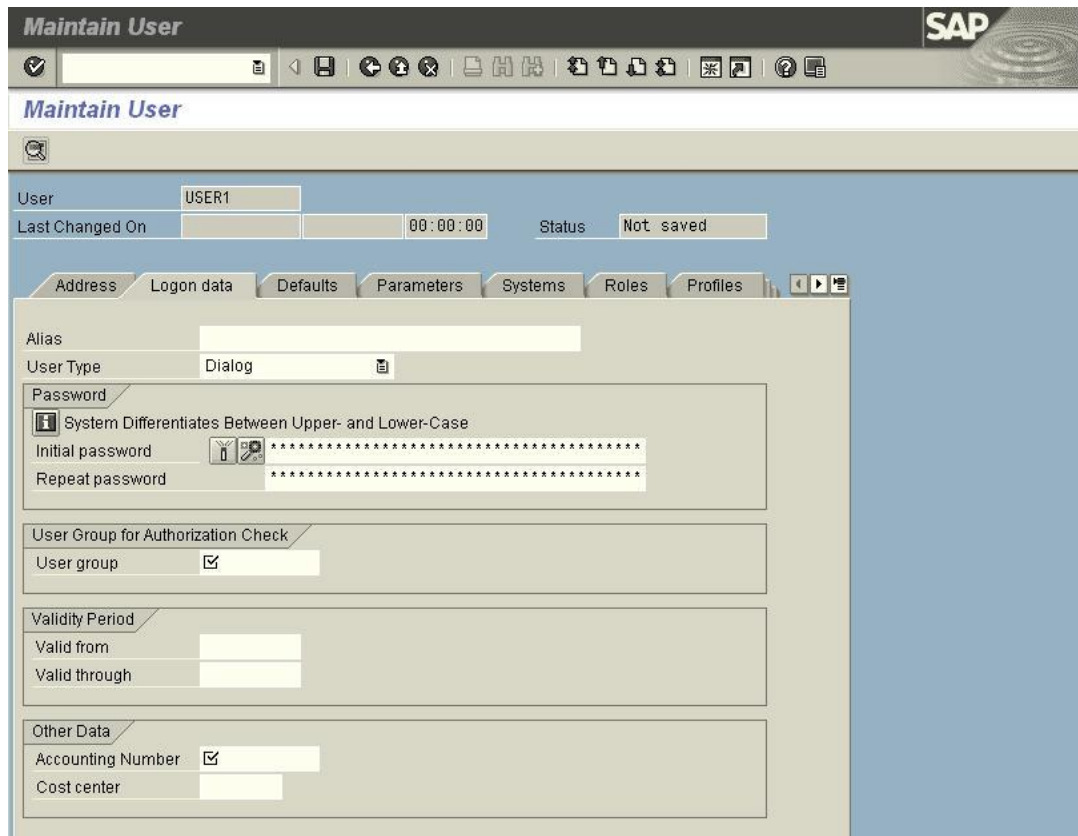 Maintain User
SAP
Maintain User
User USER1
Last Changed On 00:00:00 Status Not saved
Address Logon data Defaults Parameters Systems Roles Profiles
Alias
User Type Dialog
Password
System Differentiates Between Upper- and Lower-Case
Initial password ****************************************
Repeat password ****************************************
User Group for Authorization Check
User group
Validity Period
Valid from
Valid through
Other Data
Accounting Number
Cost center